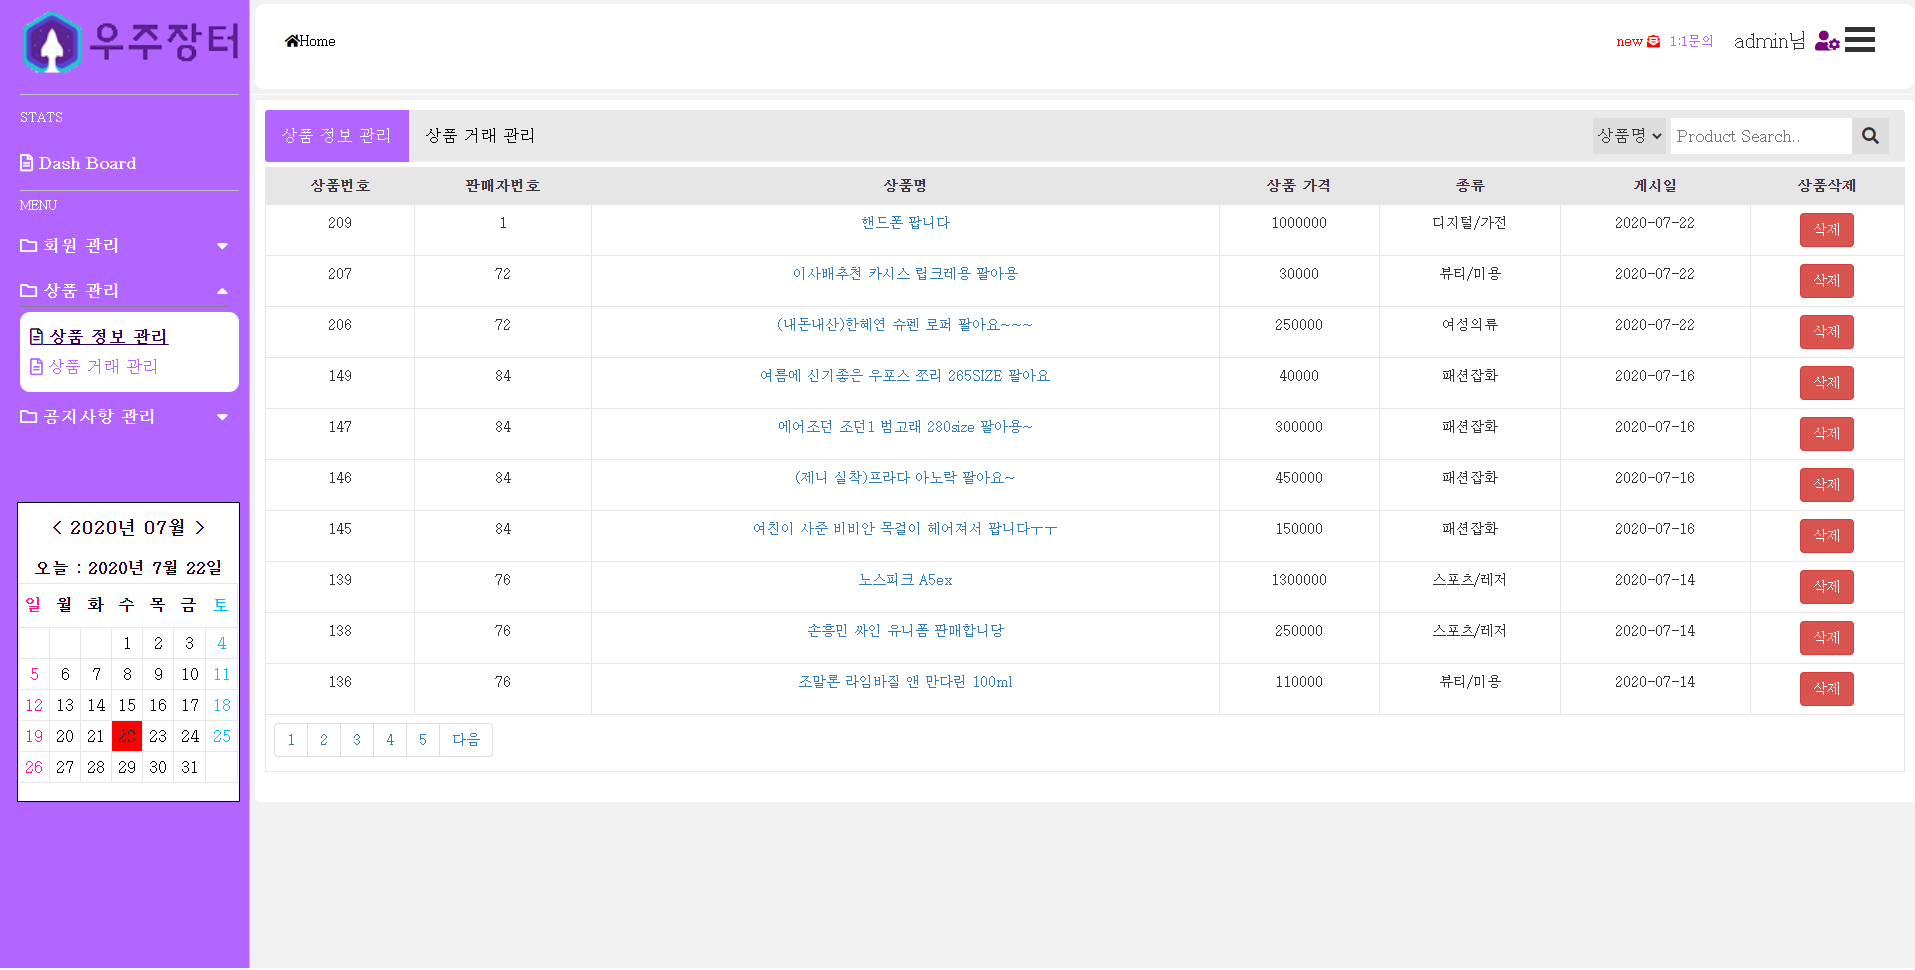 우주장터
STATS
Dash Board
MENU
회원 관리
상품 관리
상품 정보 관리
상품 거래 관리
공지사항 관리
< 2020년 07월 >
오늘 : 2020년 7월 22일
일 월 화 수 목 금 토
1 2 3 4
5 6 7 8 9 10 11
12 13 14 15 16 17 18
19 20 21 22 23 24 25
26 27 28 29 30 31
Home
new 1:1문의 admin님
상품 정보 관리 상품 거래 관리 상품명 Product Search..
상품번호 판매자번호 상품명 상품 가격 종류 게시일 상품삭제
209 1 핸드폰 팝니다 1000000 디지털/가전 2020-07-22 삭제
207 72 이사배추천 카시스 립크레용 팔아용 30000 뷰티/미용 2020-07-22 삭제
206 72 (내돈내산)한혜연 슈펜 로퍼 팔아요~~~ 250000 여성의류 2020-07-22 삭제
149 84 여름에 신기좋은 우포스 쪼리 265SIZE 팔아요 40000 패션잡화 2020-07-16 삭제
147 84 에어조던 조던1 범고래 280size 팔아용~ 300000 패션잡화 2020-07-16 삭제
146 84 (제니 실착)프라다 아노락 팔아요~ 450000 패션잡화 2020-07-16 삭제
145 84 여친이 사준 비비안 목걸이 헤어져서 팝니다ㅜㅜ 150000 패션잡화 2020-07-16 삭제
139 76 노스피크 A5ex 1300000 스포츠/레저 2020-07-14 삭제
138 76 손흥민 싸인 유니폼 판매합니당 250000 스포츠/레저 2020-07-14 삭제
136 76 조말론 라임바질 앤 만다린 100ml 110000 뷰티/미용 2020-07-14 삭제
1 2 3 4 5 다음